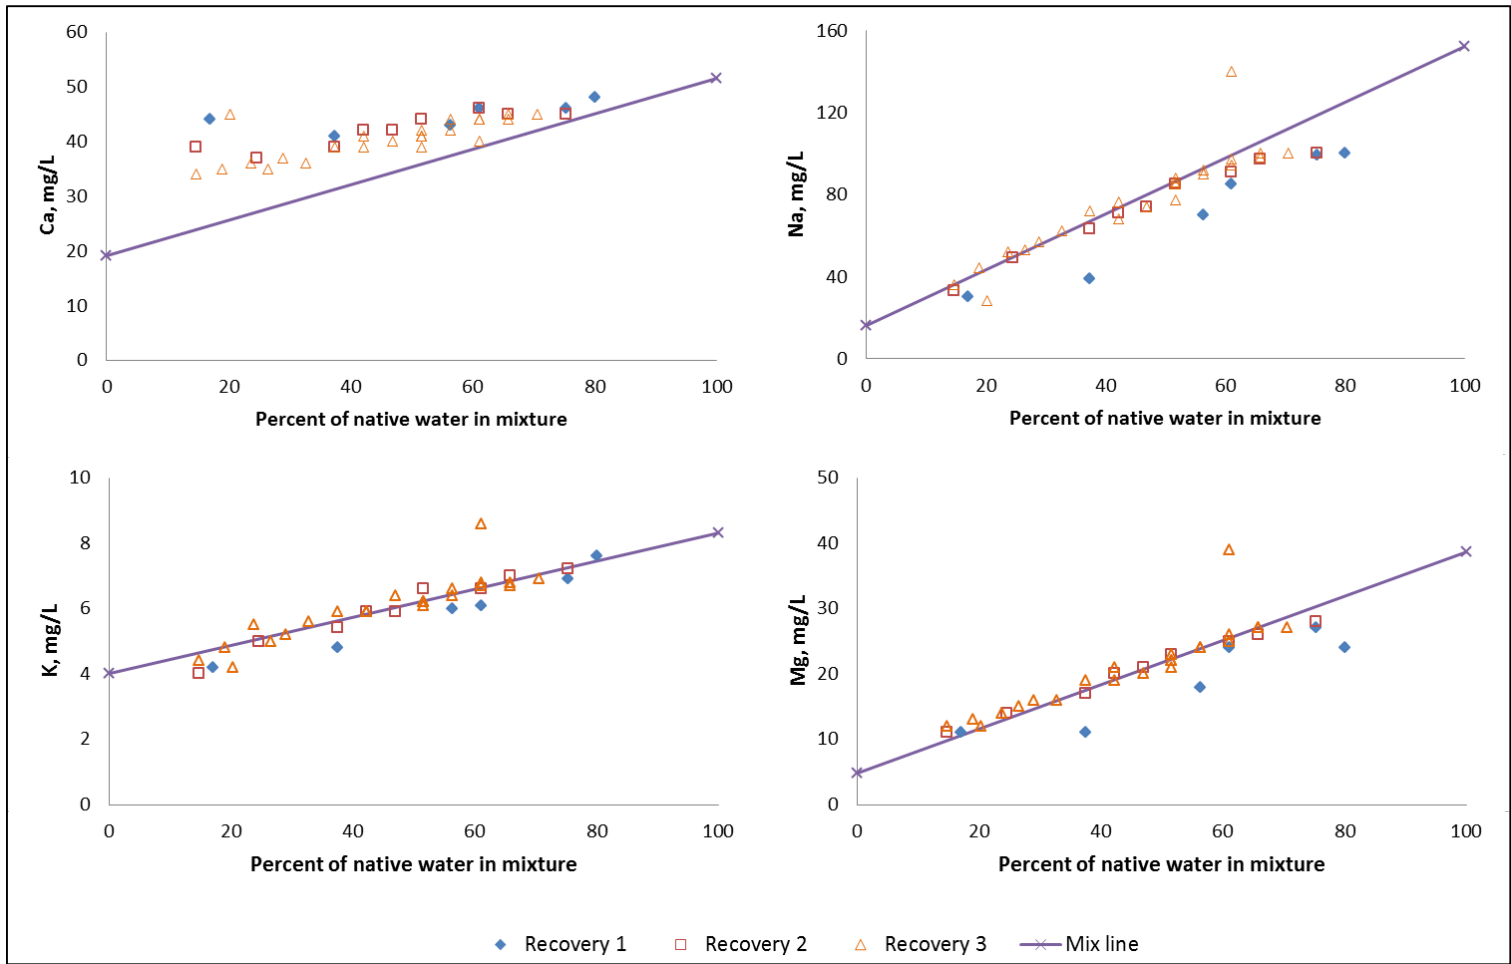 60
50
40
30
20
10
0
Ca, mg/L
0 20 40 60 80 100
Percent of native water in mixture
160
120
80
40
0
Na, mg/L
0 20 40 60 80 100
Percent of native water in mixture
10
8
6
4
2
0
K, mg/L
0 20 40 60 80 100
Percent of native water in mixture
50
40
30
20
10
0
Mg, mg/L
0 20 40 60 80 100
Percent of native water in mixture
Recovery 1 Recovery 2 Recovery 3 Mix line